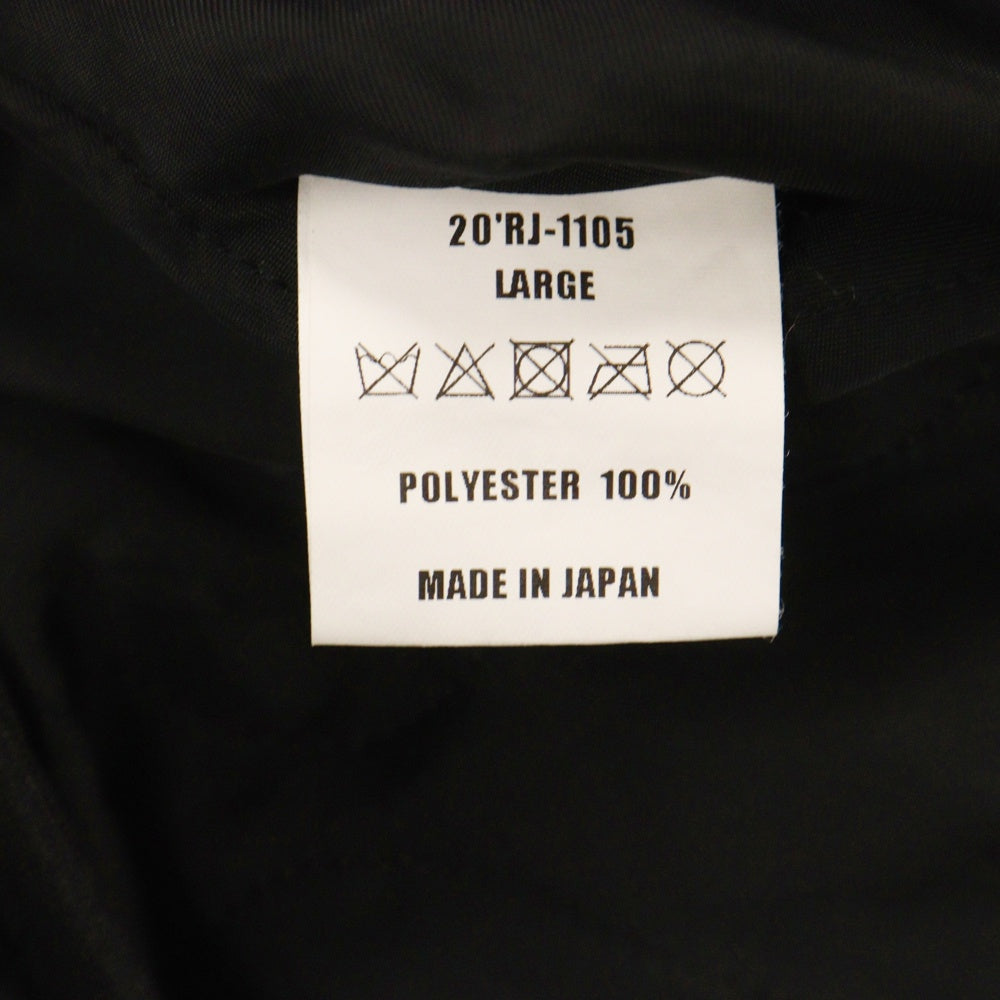 20'RJ-1105
LARGE
POLYESTER 100%
MADE IN JAPAN